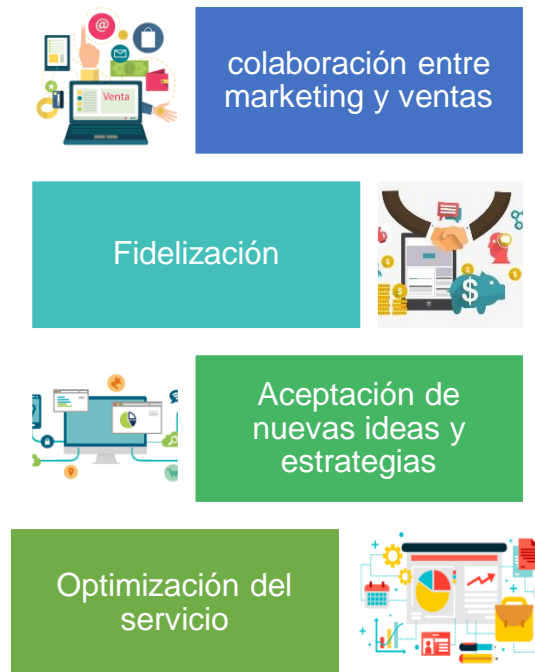 @
Venta
colaboración entre
marketing y ventas
Fidelización
$
$
$
$
$
Aceptación de
nuevas ideas y
estrategias
Optimización del
servicio